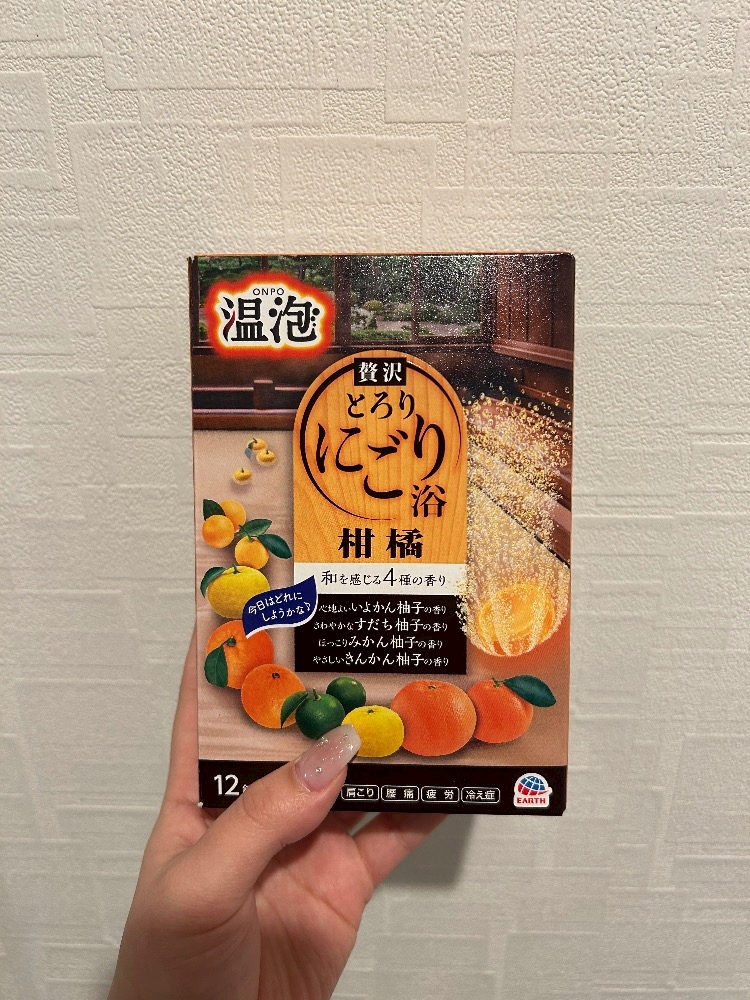 ONPO
温泡
贅沢
とろり
にごり
浴
柑橘
和を感じる4種の香り
今日はどれに
しようかな?
心地よいいよかん柚子の香り
さわやかなすだち柚子の香り
ほっこりみかん柚子の香り
やさしいきんかん柚子の香り
12
肩こり 腰痛 疲労 冷え症
EARTH